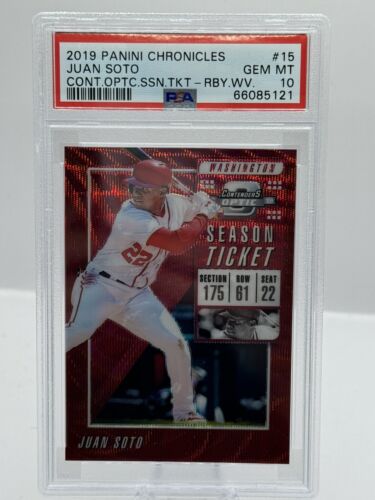 2019 PANINI CHRONICLES #15
JUAN SOTO GEM MT
CONT.OPTC.SSN.TKT-RBY.WV. 10
PSA 66085121
WASHINGTON
CONTENDERS
OPTIC
SEASON
TICKET
SECTION ROW SEAT
175 61 22
22
JUAN SOTO